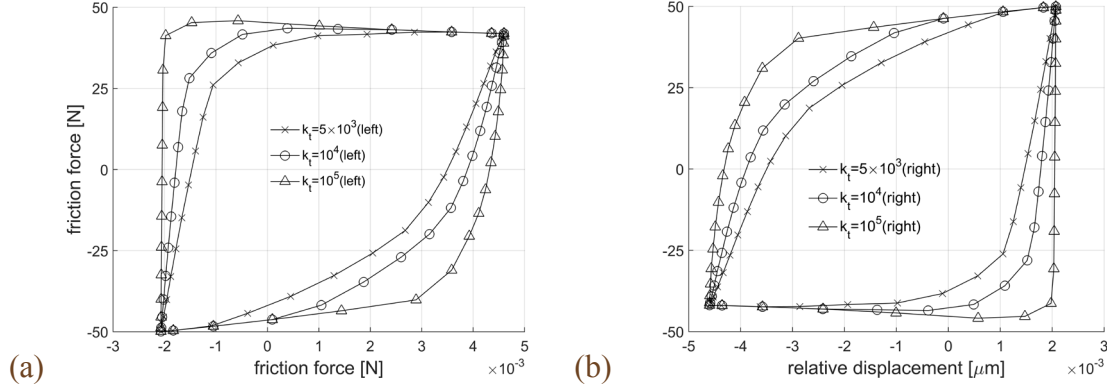 50
25
0
-25
-50
friction force [N]
k_t=5×10^3(left)
k_t=10^4(left)
k_t=10^5(left)
-3 -2 -1 0 1 2 3 4 5
friction force [N]
×10^-3
(a)
50
25
0
-25
-50
friction force [N]
k_t=5×10^3(right)
k_t=10^4(right)
k_t=10^5(right)
-5 -4 -3 -2 -1 0 1 2 3
relative displacement [μm]
×10^-3
(b)